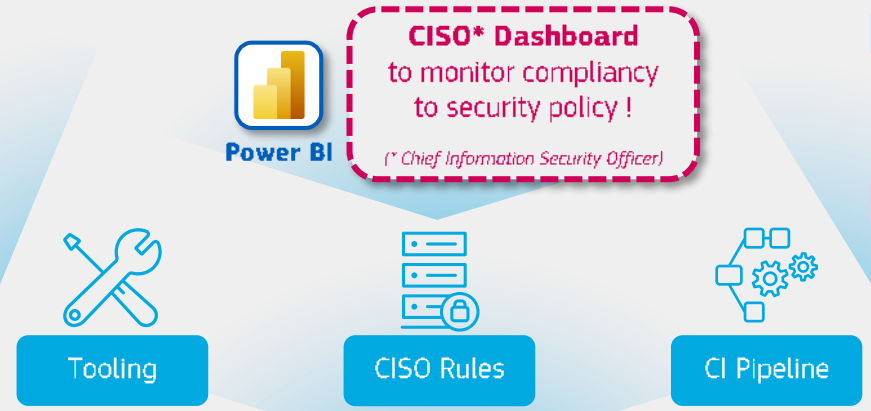 CISO* Dashboard
to monitor compliancy
to security policy !
(* Chief Information Security Officer)
Power BI
Tooling
CISO Rules
CI Pipeline